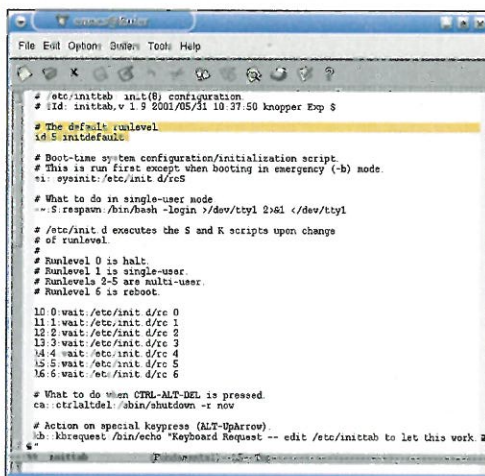 File Edit Options Buffers Tools Help
# /etc/inittab init(8) configuration.
# $Id: inittab,v 1.9 2001/05/31 10:37:50 knopper Exp $
# The default runlevel
id:5:initdefault
# Boot-time system configuration/initialization script.
# This is run first except when booting in emergency (-b) mode.
si::sysinit:/etc/init.d/rcS
# What to do in single-user mode
~~:S:respawn:/bin/bash -login >/dev/tty1 2>&1 </dev/tty1
# /etc/init.d executes the S and K scripts upon change
# of runlevel.
#
# Runlevel 0 is halt.
# Runlevel 1 is single-user.
# Runlevels 2-5 are multi-user.
# Runlevel 6 is reboot.
l0:0:wait:/etc/init.d/rc 0
l1:1:wait:/etc/init.d/rc 1
l2:2:wait:/etc/init.d/rc 2
l3:3:wait:/etc/init.d/rc 3
l4:4:wait:/etc/init.d/rc 4
l5:5:wait:/etc/init.d/rc 5
l6:6:wait:/etc/init.d/rc 6
# What to do when CTRL-ALT-DEL is pressed.
ca::ctrlaltdel:/sbin/shutdown -r now
# Action on special keypress (ALT-UpArrow).
kb::kbrequest:/bin/echo "Keyboard Request -- edit /etc/inittab to let this work.
"
inittab (Fundamental)--L5--Top